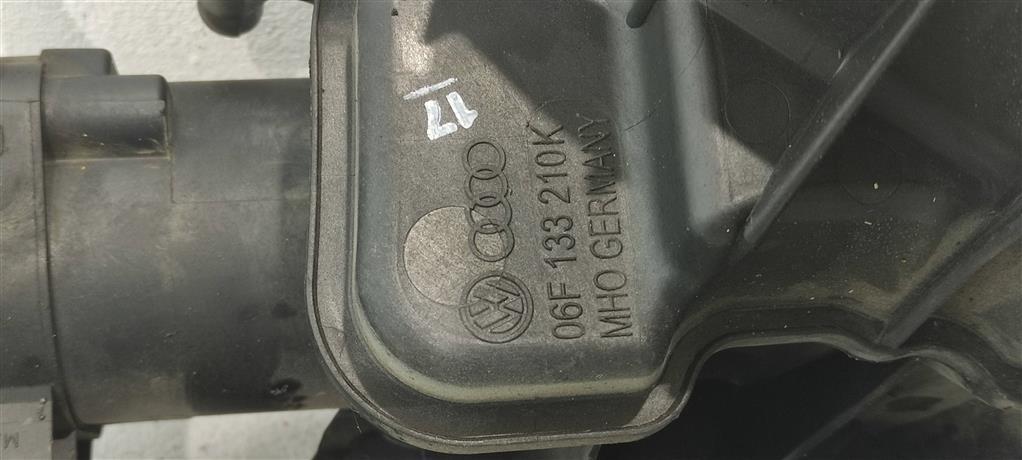 06F 133 210K
MHO GERMANY
17
M